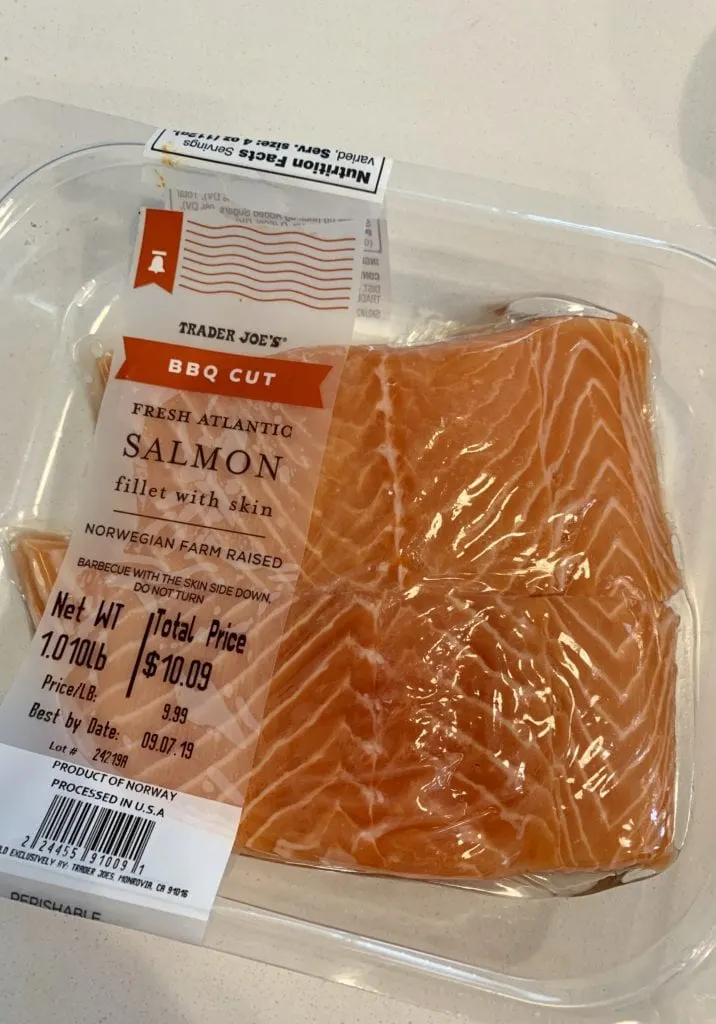 Nutrition Facts Servings
varied, Serv. size: 4 oz (112g),
TRADER JOE'S®
BBQ CUT
FRESH ATLANTIC
SALMON
fillet with skin
NORWEGIAN FARM RAISED
BARBECUE WITH THE SKIN SIDE DOWN,
DO NOT TURN
Net WT
1.010lb
Total Price
$10.09
Price/LB: 9.99
Best by Date: 09.07.19
Lot # 24219A
PRODUCT OF NORWAY
PROCESSED IN U.S.A
2 24455 91009 1
LD EXCLUSIVELY BY: TRADER JOES, MONROVIA, CA 91016
PERISHABLE